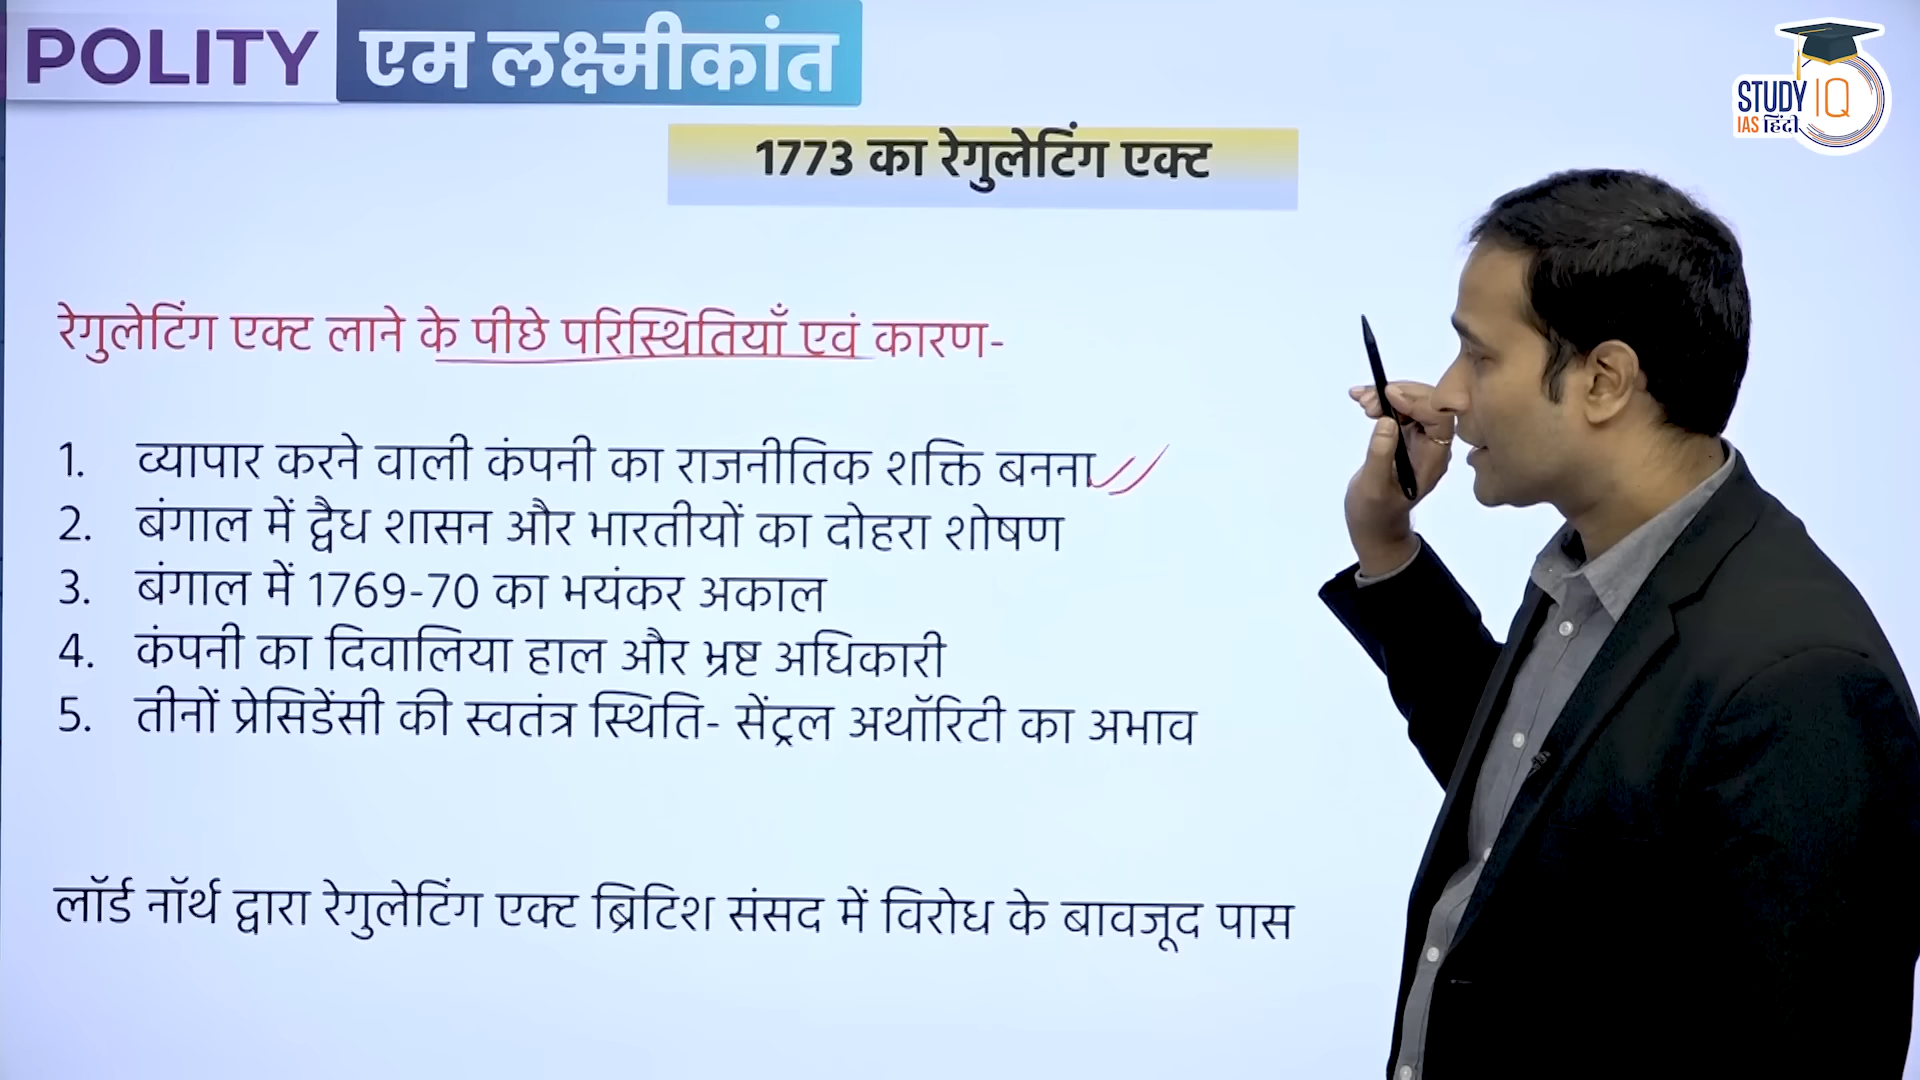 POLITY एम लक्ष्मीकांत
STUDY IQ
IAS हिंदी
1773 का रेगुलेटिंग एक्ट
रेगुलेटिंग एक्ट लाने के पीछे परिस्थितियाँ एवं कारण-
1. व्यापार करने वाली कंपनी का राजनीतिक शक्ति बनना
2. बंगाल में द्वैध शासन और भारतीयों का दोहरा शोषण
3. बंगाल में 1769-70 का भयंकर अकाल
4. कंपनी का दिवालिया हाल और भ्रष्ट अधिकारी
5. तीनों प्रेसिडेंसी की स्वतंत्र स्थिति- सेंट्रल अथॉरिटी का अभाव
लॉर्ड नॉर्थ द्वारा रेगुलेटिंग एक्ट ब्रिटिश संसद में विरोध के बावजूद पास